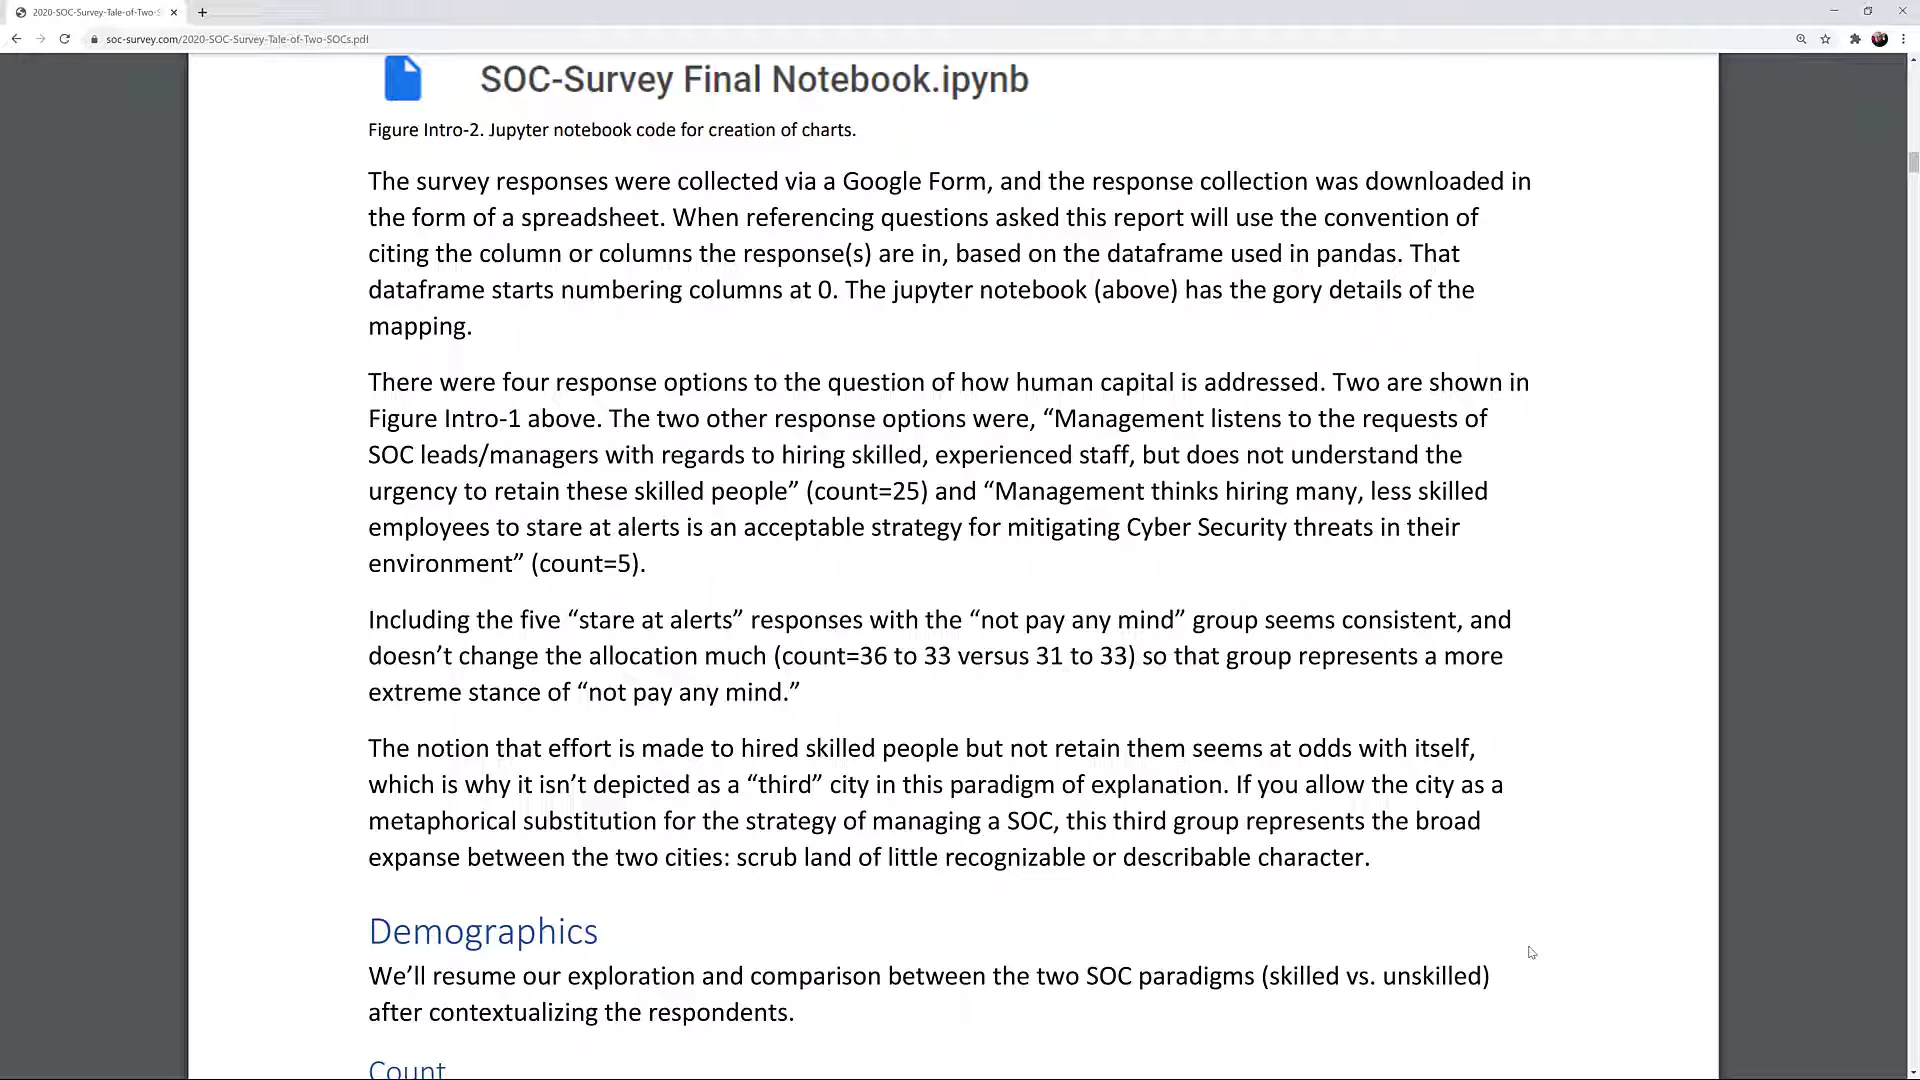 2020-SOC-Survey-Tale-of-Two-S
soc-survey.com/2020-SOC-Survey-Tale-of-Two-SOCs.pdf
SOC-Survey Final Notebook.ipynb
Figure Intro-2. Jupyter notebook code for creation of charts.
The survey responses were collected via a Google Form, and the response collection was downloaded in
the form of a spreadsheet. When referencing questions asked this report will use the convention of
citing the column or columns the response(s) are in, based on the dataframe used in pandas. That
dataframe starts numbering columns at 0. The jupyter notebook (above) has the gory details of the
mapping.
There were four response options to the question of how human capital is addressed. Two are shown in
Figure Intro-1 above. The two other response options were, “Management listens to the requests of
SOC leads/managers with regards to hiring skilled, experienced staff, but does not understand the
urgency to retain these skilled people” (count=25) and “Management thinks hiring many, less skilled
employees to stare at alerts is an acceptable strategy for mitigating Cyber Security threats in their
environment” (count=5).
Including the five “stare at alerts” responses with the “not pay any mind” group seems consistent, and
doesn’t change the allocation much (count=36 to 33 versus 31 to 33) so that group represents a more
extreme stance of “not pay any mind.”
The notion that effort is made to hired skilled people but not retain them seems at odds with itself,
which is why it isn’t depicted as a “third” city in this paradigm of explanation. If you allow the city as a
metaphorical substitution for the strategy of managing a SOC, this third group represents the broad
expanse between the two cities: scrub land of little recognizable or describable character.
Demographics
We’ll resume our exploration and comparison between the two SOC paradigms (skilled vs. unskilled)
after contextualizing the respondents.
Count